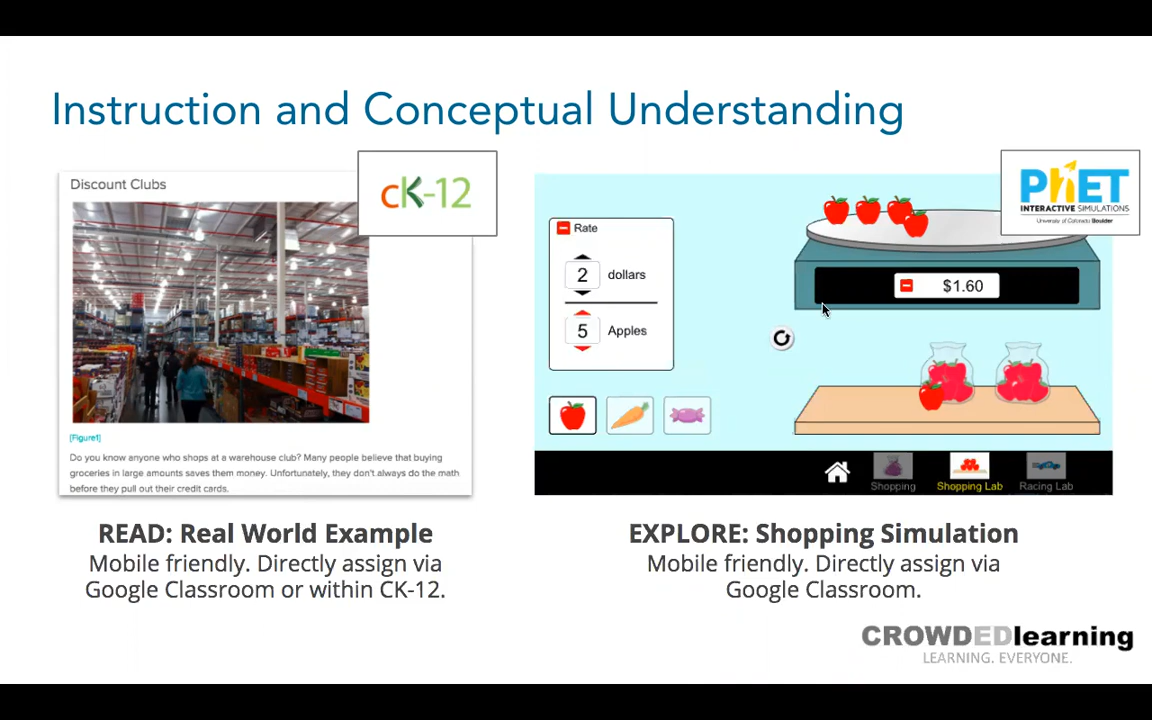 Instruction and Conceptual Understanding
Discount Clubs
cK-12
[Figure1]
Do you know anyone who shops at a warehouse club? Many people believe that buying
groceries in large amounts saves them money. Unfortunately, they don't always do the math
before they pull out their credit cards.
READ: Real World Example
Mobile friendly. Directly assign via
Google Classroom or within CK-12.
PhET
INTERACTIVE SIMULATIONS
University of Colorado Boulder
Rate
2 dollars
5 Apples
$1.60
Shopping
Shopping Lab
Racing Lab
EXPLORE: Shopping Simulation
Mobile friendly. Directly assign via
Google Classroom.
CROWDEDlearning
LEARNING. EVERYONE.